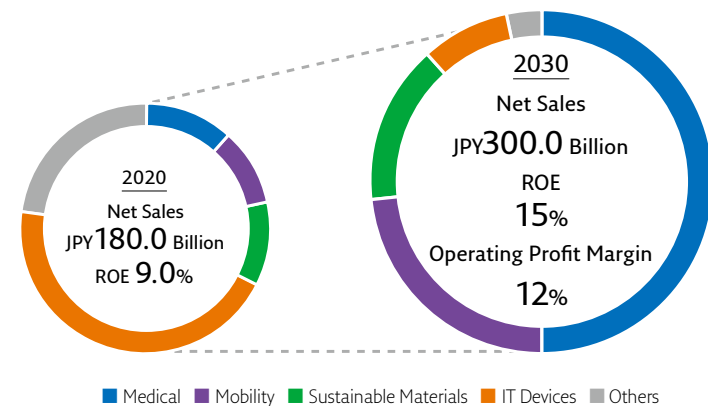 2020
Net Sales
JPY180.0 Billion
ROE 9.0%
2030
Net Sales
JPY300.0 Billion
ROE
15%
Operating Profit Margin
12%
Medical Mobility Sustainable Materials IT Devices Others